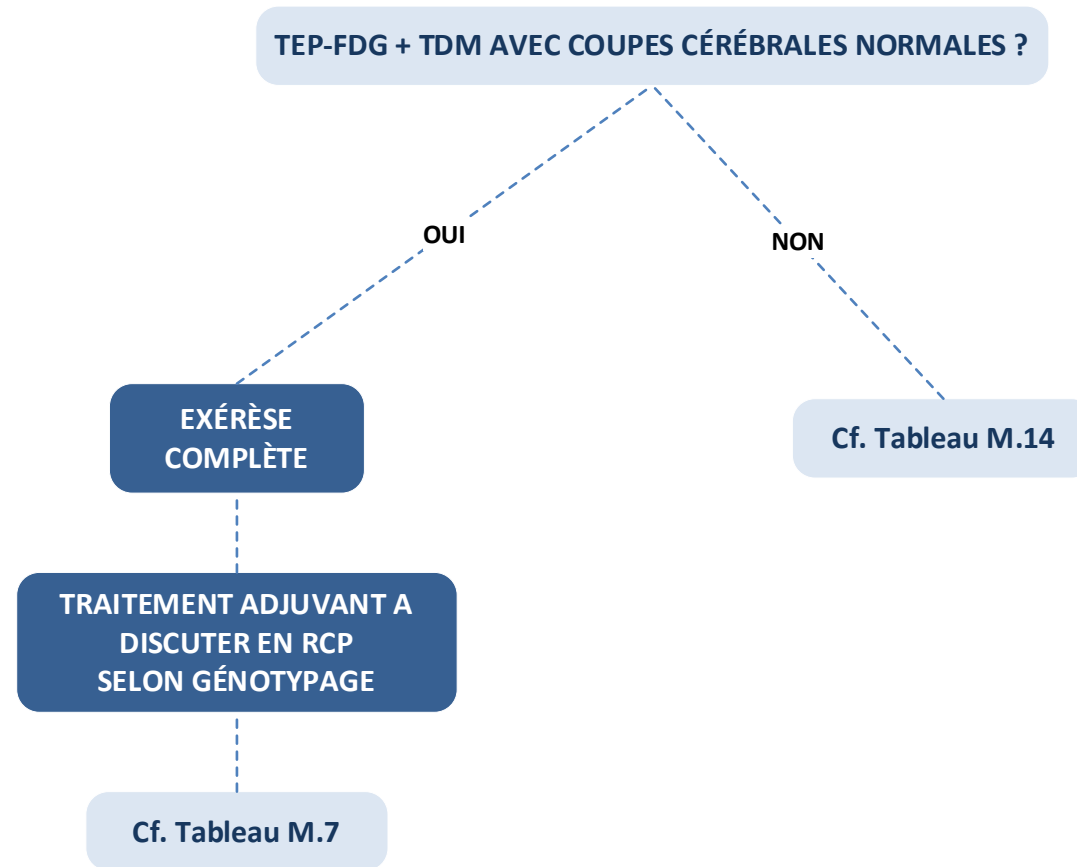 TEP-FDG + TDM AVEC COUPES CÉRÉBRALES NORMALES ?
OUI
NON
EXÉRÈSE
COMPLÈTE
Cf. Tableau M.14
TRAITEMENT ADJUVANT A
DISCUTER EN RCP
SELON GÉNOTYPAGE
Cf. Tableau M.7